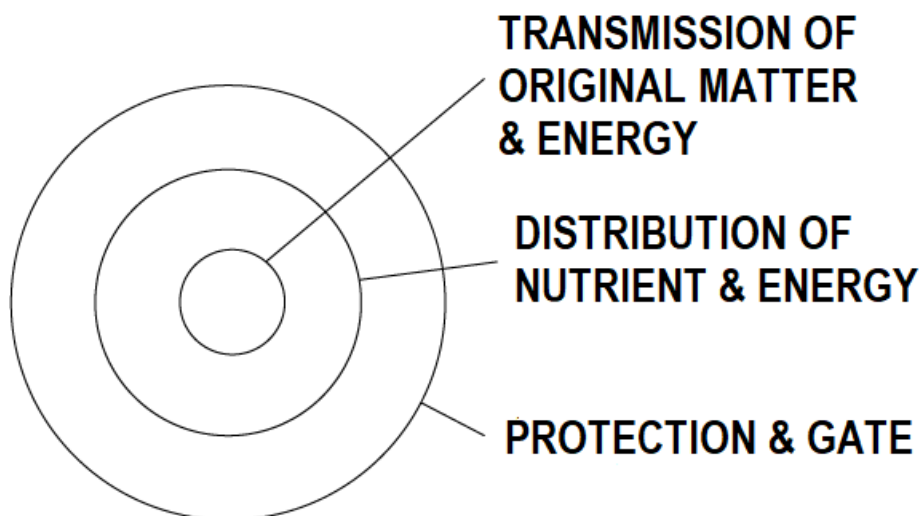 TRANSMISSION OF
ORIGINAL MATTER
& ENERGY
DISTRIBUTION OF
NUTRIENT & ENERGY
PROTECTION & GATE